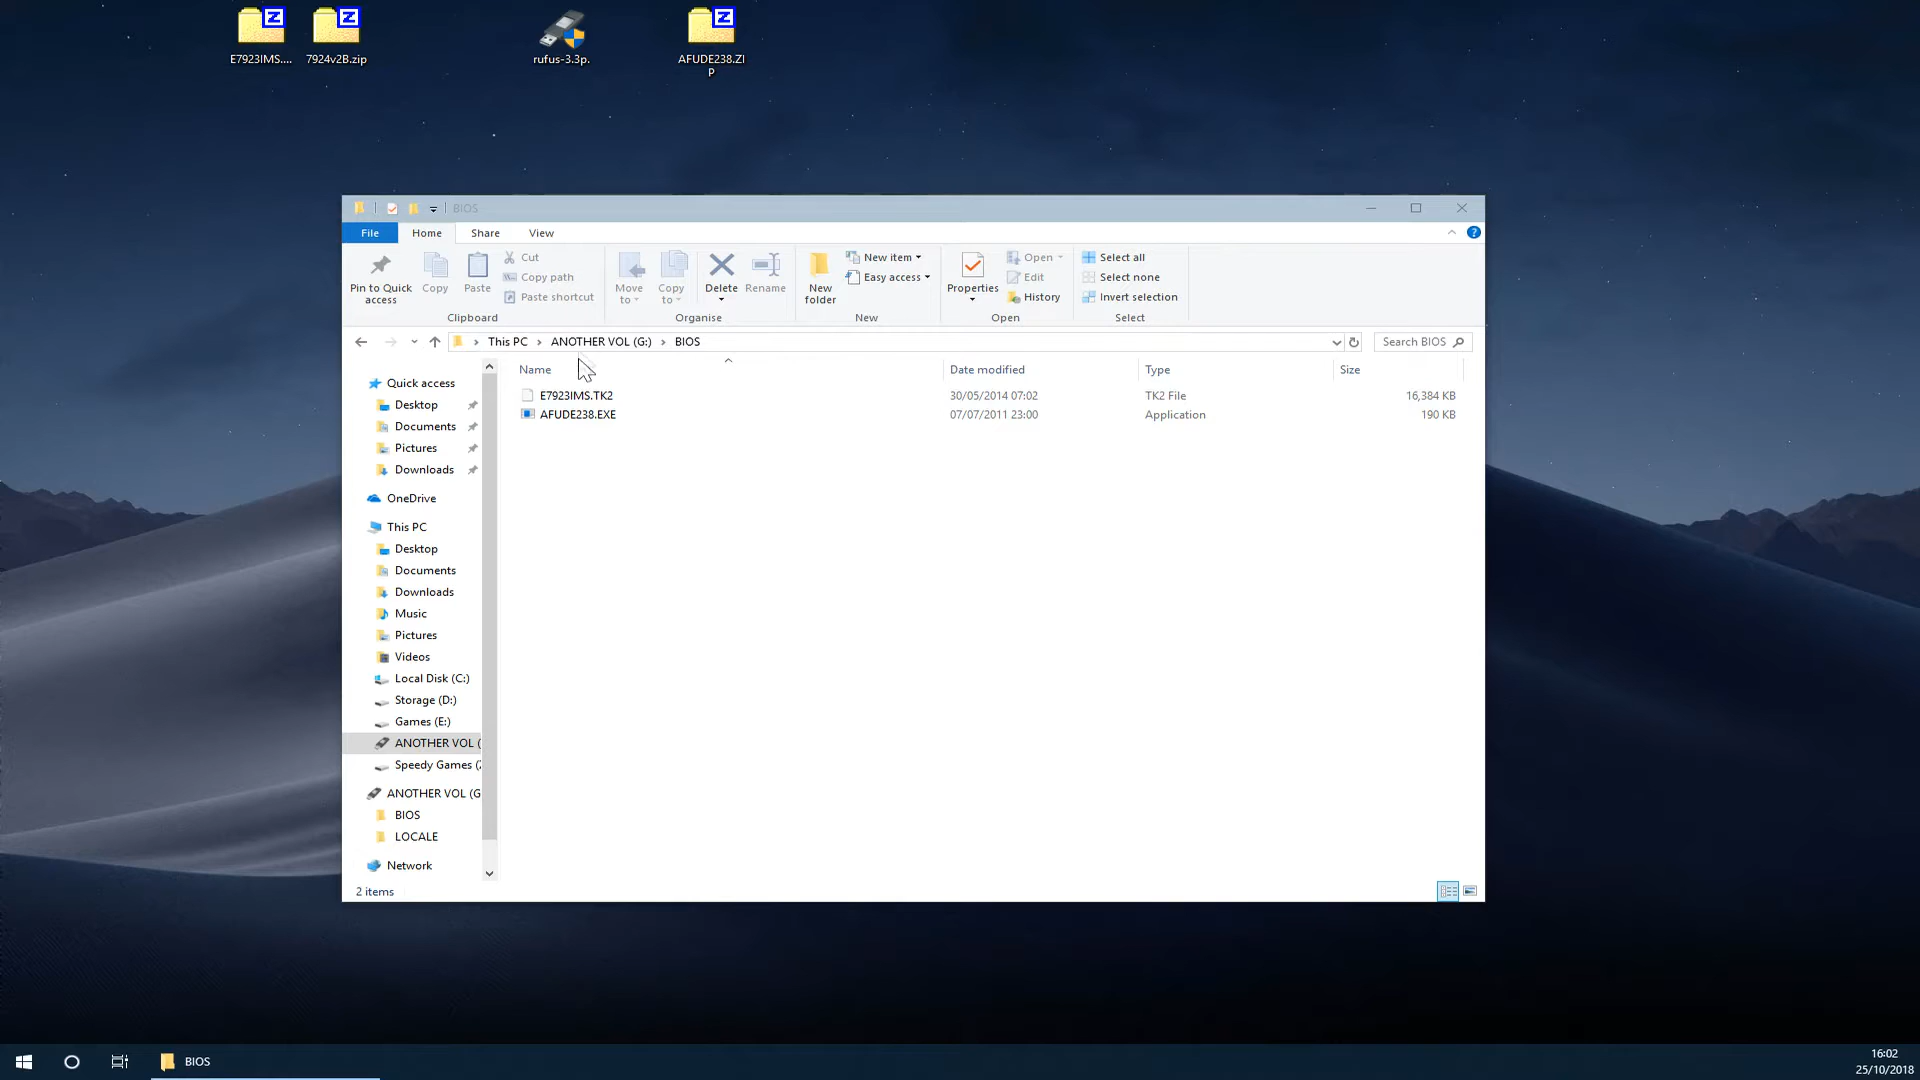 E7923IMS....
7924v2B.zip
rufus-3.3p.
AFUDE238.ZI
P
BIOS
File
Home
Share
View
Pin to Quick
access
Copy
Paste
Cut
Copy path
Paste shortcut
Clipboard
Move
to
Copy
to
Delete
Rename
Organise
New
folder
New item
Easy access
New
Properties
Open
Edit
History
Open
Select all
Select none
Invert selection
Select
This PC
ANOTHER VOL (G:)
BIOS
Search BIOS
Name
Date modified
Type
Size
E7923IMS.TK2
30/05/2014 07:02
TK2 File
16,384 KB
AFUDE238.EXE
07/07/2011 23:00
Application
190 KB
Quick access
Desktop
Documents
Pictures
Downloads
OneDrive
This PC
Desktop
Documents
Downloads
Music
Pictures
Videos
Local Disk (C:)
Storage (D:)
Games (E:)
ANOTHER VOL (
Speedy Games (
ANOTHER VOL (G
BIOS
LOCALE
Network
2 items
BIOS
16:02
25/10/2018